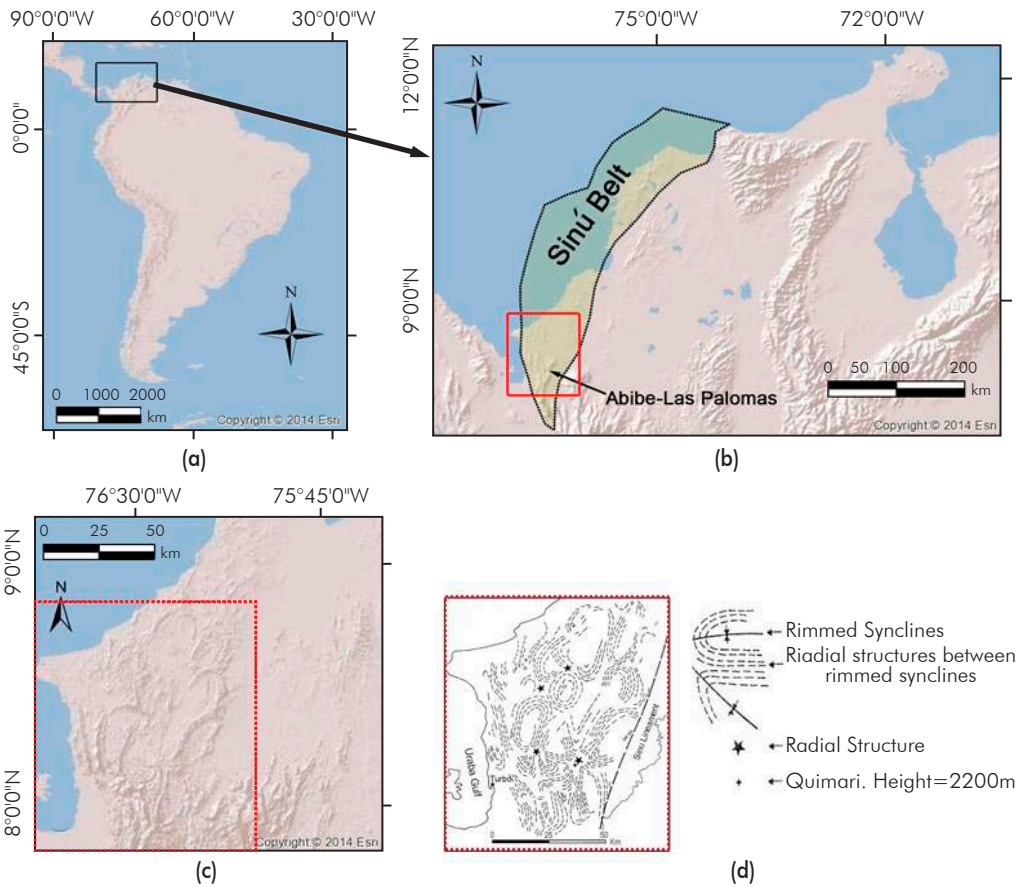 90°0'0"W 60°0'0"W 30°0'0"W
0°0'0"
45°0'0"S
N
0 1000 2000
km
Copyright © 2014 Esri
(a)
75°0'0"W 72°0'0"W
12°0'0"N
9°0'0"N
N
Sinú Belt
Abibe-Las Palomas
0 50 100 200
km
Copyright © 2014 Esri
(b)
76°30'0"W 75°45'0"W
0 25 50
km
9°0'0"N
8°0'0"N
N
Copyright © 2014 Esri
(c)
Uraba Gulf
Turbo
Sinu Lineament
0 25 50
Km
Rimmed Synclines
Riadial structures between
rimmed synclines
Radial Structure
Quimari. Height=2200m
(d)